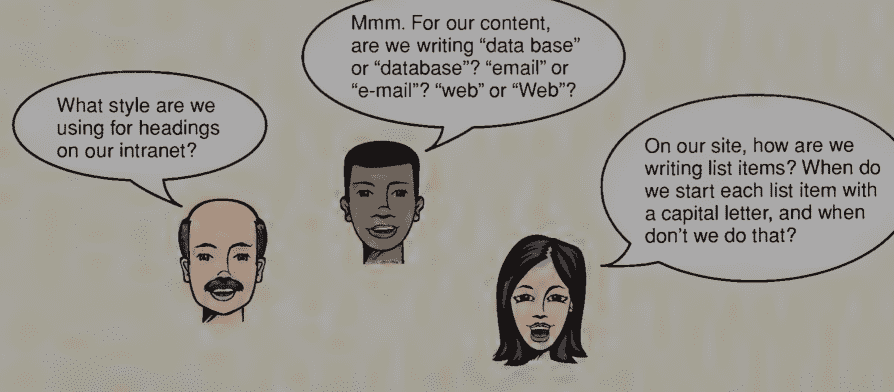 What style are we
using for headings
on our intranet?
Mmm. For our content,
are we writing “data base”
or “database”? “email” or
“e-mail”? “web” or “Web”?
On our site, how are we
writing list items? When do
we start each list item with
a capital letter, and when
don’t we do that?